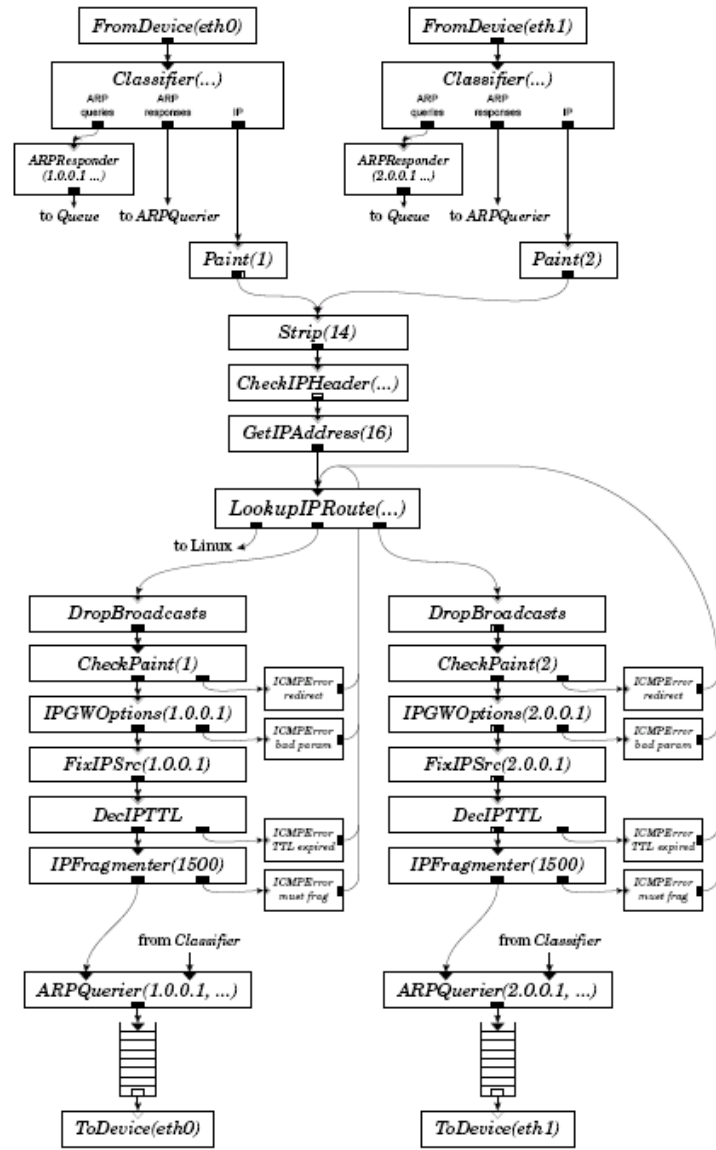 FromDevice(eth0)
FromDevice(eth1)
Classifier(...)
ARP queries
ARP responses
IP
Classifier(...)
ARP queries
ARP responses
IP
ARPResponder
(1.0.0.1 ...)
ARPResponder
(2.0.0.1 ...)
to Queue
to ARPQuerier
to Queue
to ARPQuerier
Paint(1)
Paint(2)
Strip(14)
CheckIPHeader(...)
GetIPAddress(16)
LookupIPRoute(...)
to Linux
DropBroadcasts
CheckPaint(1)
ICMPError
redirect
IPGWOptions(1.0.0.1)
ICMPError
bad param
FixIPSrc(1.0.0.1)
DecIPTTL
ICMPError
TTL expired
IPFragmenter(1500)
ICMPError
must frag
from Classifier
ARPQuerier(1.0.0.1, ...)
ToDevice(eth0)
DropBroadcasts
CheckPaint(2)
ICMPError
redirect
IPGWOptions(2.0.0.1)
ICMPError
bad param
FixIPSrc(2.0.0.1)
DecIPTTL
ICMPError
TTL expired
IPFragmenter(1500)
ICMPError
must frag
from Classifier
ARPQuerier(2.0.0.1, ...)
ToDevice(eth1)